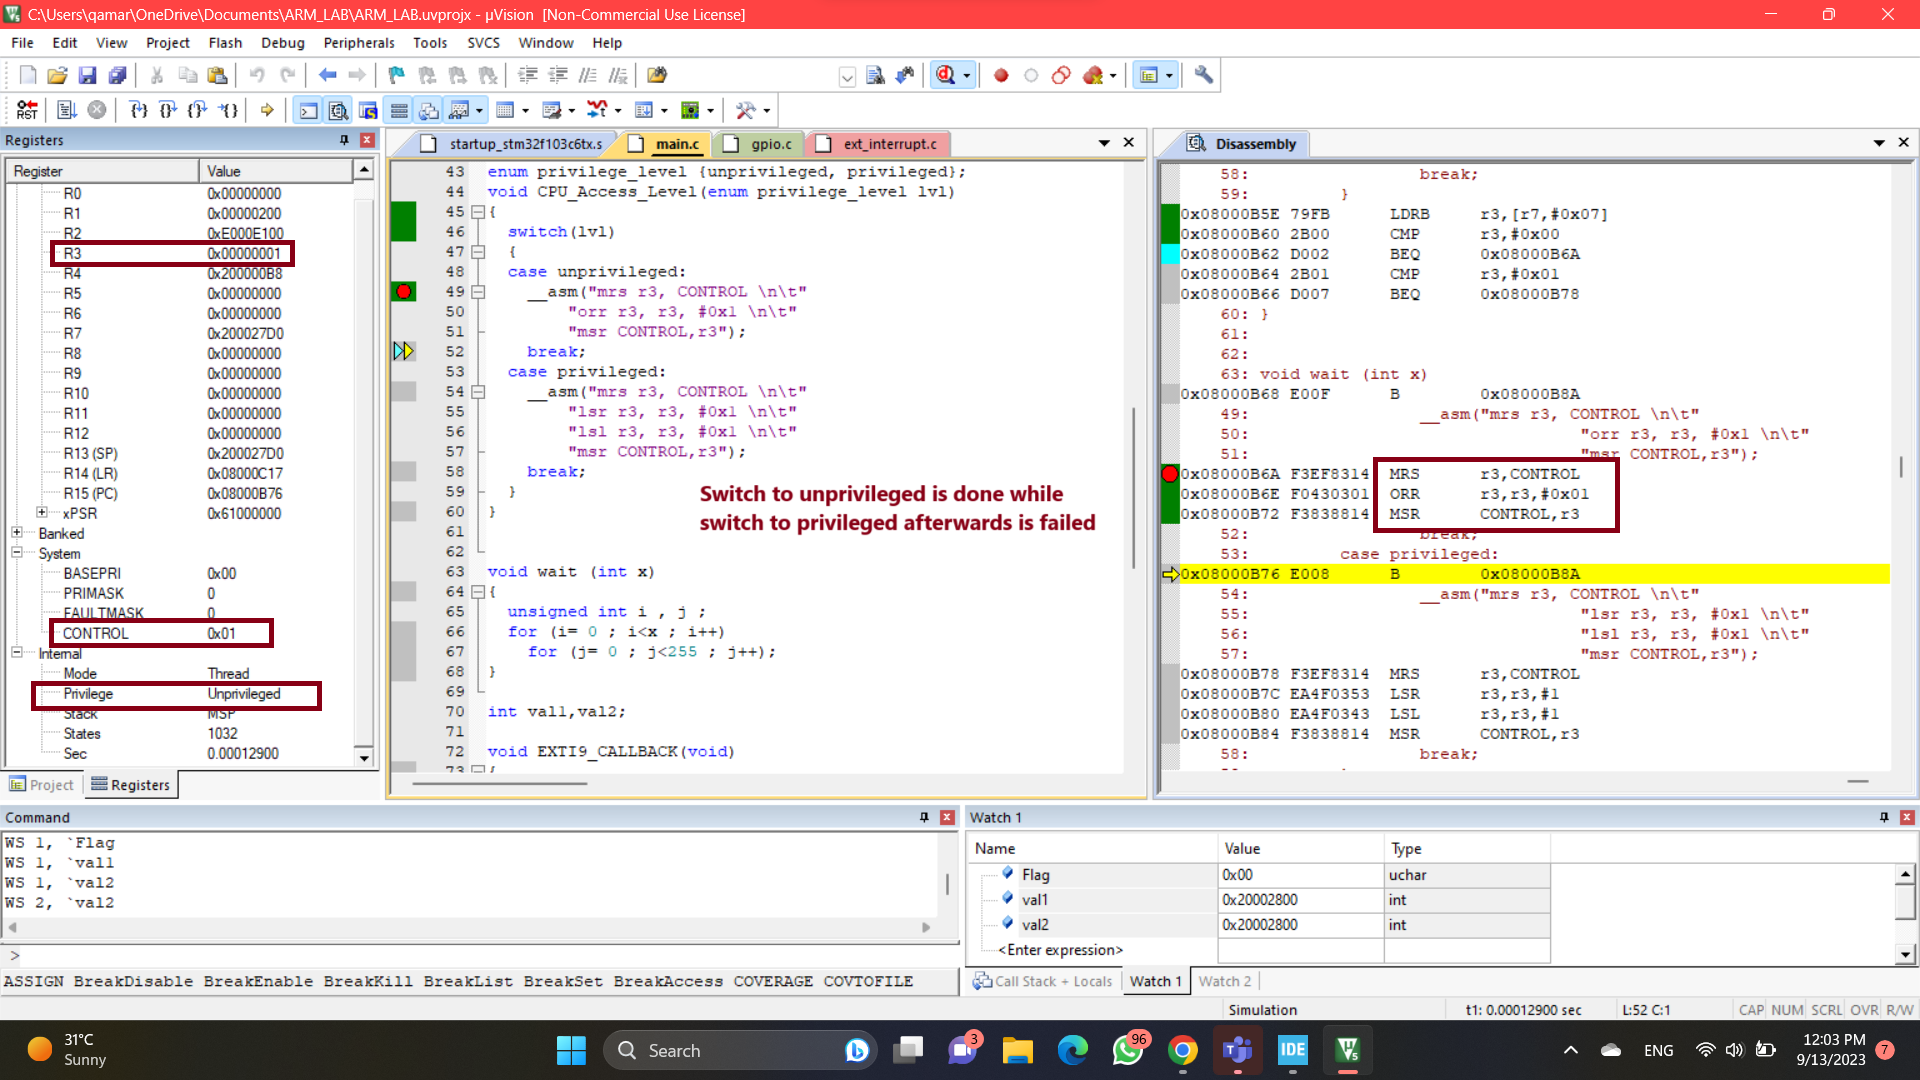 C:\Users\qamar\OneDrive\Documents\ARM_LAB\ARM_LAB.uvprojx - µVision [Non-Commercial Use License]
File Edit View Project Flash Debug Peripherals Tools SVCS Window Help
RST
Registers
Register Value
R0 0x00000000
R1 0x00000200
R2 0xE000E100
R3 0x00000001
R4 0x200000B8
R5 0x00000000
R6 0x00000000
R7 0x200027D0
R8 0x00000000
R9 0x00000000
R10 0x00000000
R11 0x00000000
R12 0x00000000
R13 (SP) 0x200027D0
R14 (LR) 0x08000C17
R15 (PC) 0x08000B76
xPSR 0x61000000
Banked
System
BASEPRI 0x00
PRIMASK 0
FAULTMASK 0
CONTROL 0x01
Internal
Mode Thread
Privilege Unprivileged
Stack MSP
States 1032
Sec 0.00012900
Project Registers
startup_stm32f103c6tx.s main.c gpio.c ext_interrupt.c
43 enum privilege_level {unprivileged, privileged};
44 void CPU_Access_Level(enum privilege_level lvl)
45 {
46 switch(lvl)
47 {
48 case unprivileged:
49 __asm("mrs r3, CONTROL \n\t"
50 "orr r3, r3, #0x1 \n\t"
51 "msr CONTROL,r3");
52 break;
53 case privileged:
54 __asm("mrs r3, CONTROL \n\t"
55 "lsr r3, r3, #0x1 \n\t"
56 "lsl r3, r3, #0x1 \n\t"
57 "msr CONTROL,r3");
58 break;
59 }
60 }
61
62
63 void wait (int x)
64 {
65 unsigned int i , j ;
66 for (i= 0 ; i<x ; i++)
67 for (j= 0 ; j<255 ; j++);
68 }
69
70 int val1,val2;
71
72 void EXTI9_CALLBACK(void)
73 {
Switch to unprivileged is done while
switch to privileged afterwards is failed
Disassembly
58: break;
59: }
0x08000B5E 79FB LDRB r3,[r7,#0x07]
0x08000B60 2B00 CMP r3,#0x00
0x08000B62 D002 BEQ 0x08000B6A
0x08000B64 2B01 CMP r3,#0x01
0x08000B66 D007 BEQ 0x08000B78
60: }
61:
62:
63: void wait (int x)
0x08000B68 E00F B 0x08000B8A
49: __asm("mrs r3, CONTROL \n\t"
50: "orr r3, r3, #0x1 \n\t"
51: "msr CONTROL,r3");
0x08000B6A F3EF8314 MRS r3,CONTROL
0x08000B6E F0430301 ORR r3,r3,#0x01
0x08000B72 F3838814 MSR CONTROL,r3
52: break;
53: case privileged:
0x08000B76 E008 B 0x08000B8A
54: __asm("mrs r3, CONTROL \n\t"
55: "lsr r3, r3, #0x1 \n\t"
56: "lsl r3, r3, #0x1 \n\t"
57: "msr CONTROL,r3");
0x08000B78 F3EF8314 MRS r3,CONTROL
0x08000B7C EA4F0353 LSR r3,r3,#1
0x08000B80 EA4F0343 LSL r3,r3,#1
0x08000B84 F3838814 MSR CONTROL,r3
58: break;
Command
WS 1, `Flag
WS 1, `val1
WS 1, `val2
WS 2, `val2
>
ASSIGN BreakDisable BreakEnable BreakKill BreakList BreakSet BreakAccess COVERAGE COVTOFILE
Watch 1
Name Value Type
Flag 0x00 uchar
val1 0x20002800 int
val2 0x20002800 int
<Enter expression>
Call Stack + Locals Watch 1 Watch 2
Simulation t1: 0.00012900 sec L:52 C:1 CAP NUM SCRL OVR R/W
31°C
Sunny
Search
3
96
IDE
ENG
12:03 PM
9/13/2023
7